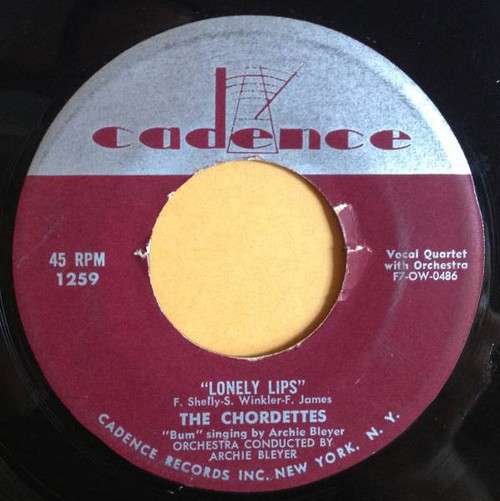 cadence
45 RPM
1259
Vocal Quartet
with Orchestra
F7-OW-0486
"LONELY LIPS"
F. Shelly-S. Winkler-F. James
THE CHORDETTES
"Bum" singing by Archie Bleyer
ORCHESTRA CONDUCTED BY
ARCHIE BLEYER
CADENCE RECORDS INC. NEW YORK, N. Y.